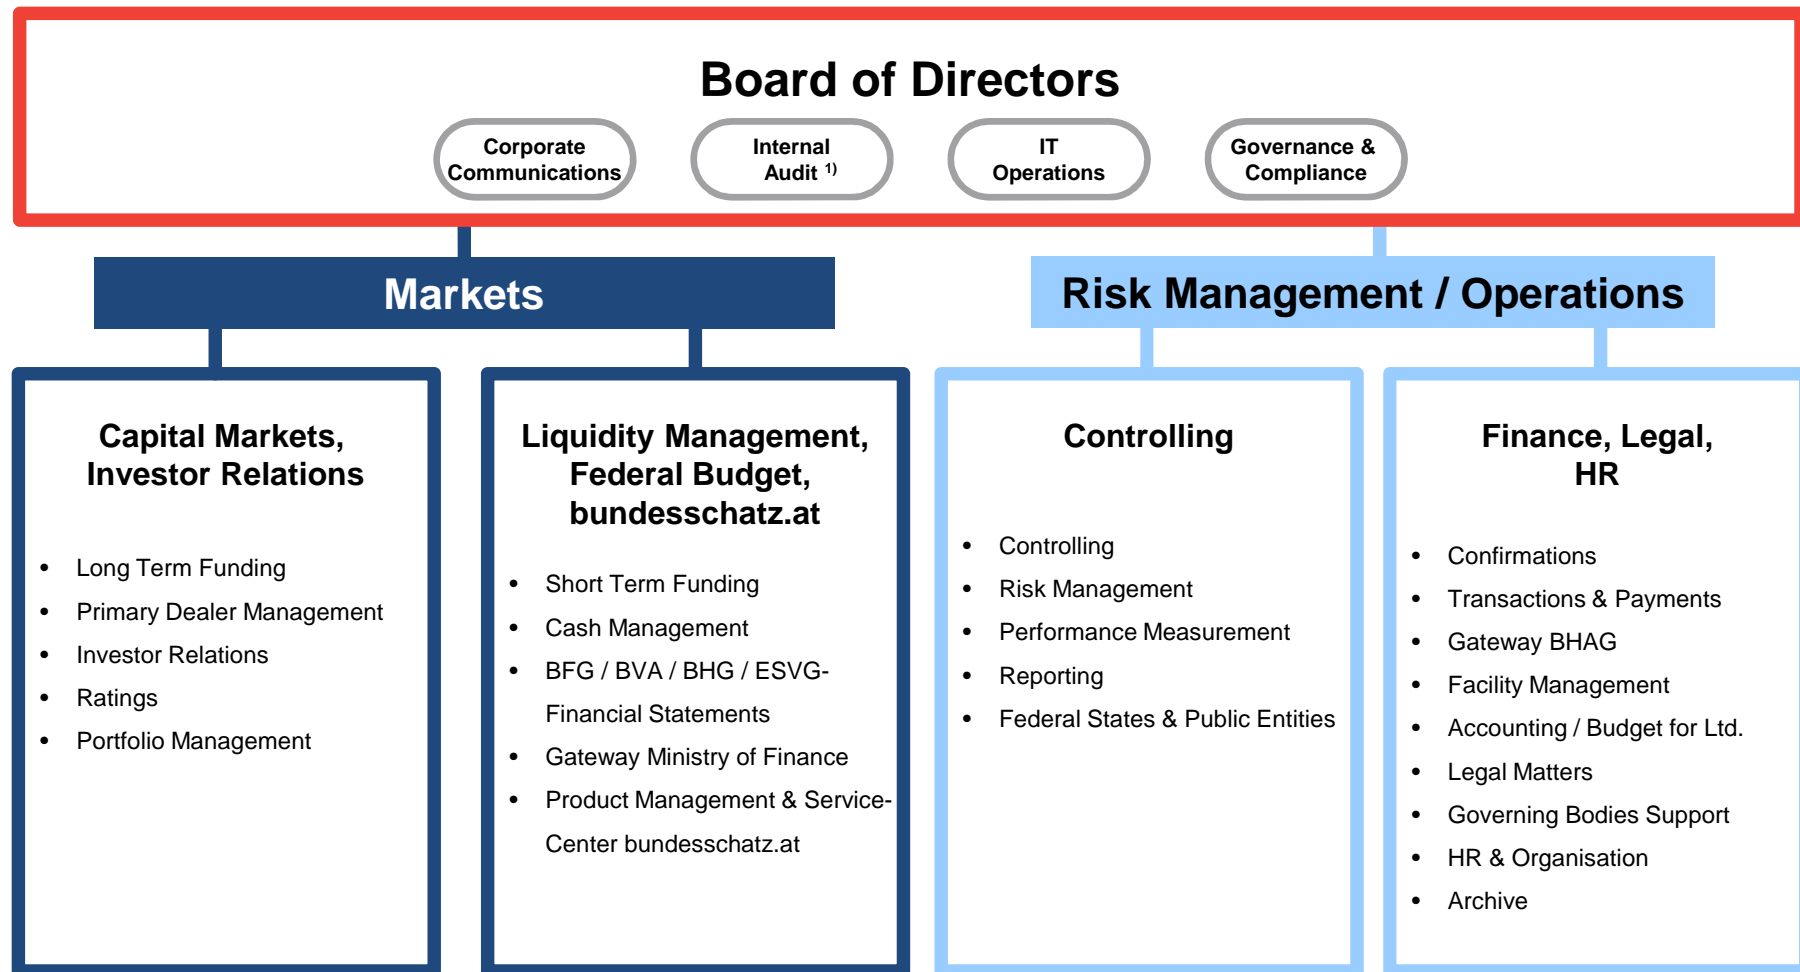 Board of Directors
Corporate
Communications
Internal
Audit 1)
IT
Operations
Governance &
Compliance
Markets
Risk Management / Operations
Capital Markets,
Investor Relations
• Long Term Funding
• Primary Dealer Management
• Investor Relations
• Ratings
• Portfolio Management
Liquidity Management,
Federal Budget,
bundesschatz.at
• Short Term Funding
• Cash Management
• BFG / BVA / BHG / ESVG-
Financial Statements
• Gateway Ministry of Finance
• Product Management & Service-
Center bundesschatz.at
Controlling
• Controlling
• Risk Management
• Performance Measurement
• Reporting
• Federal States & Public Entities
Finance, Legal,
HR
• Confirmations
• Transactions & Payments
• Gateway BHAG
• Facility Management
• Accounting / Budget for Ltd.
• Legal Matters
• Governing Bodies Support
• HR & Organisation
• Archive